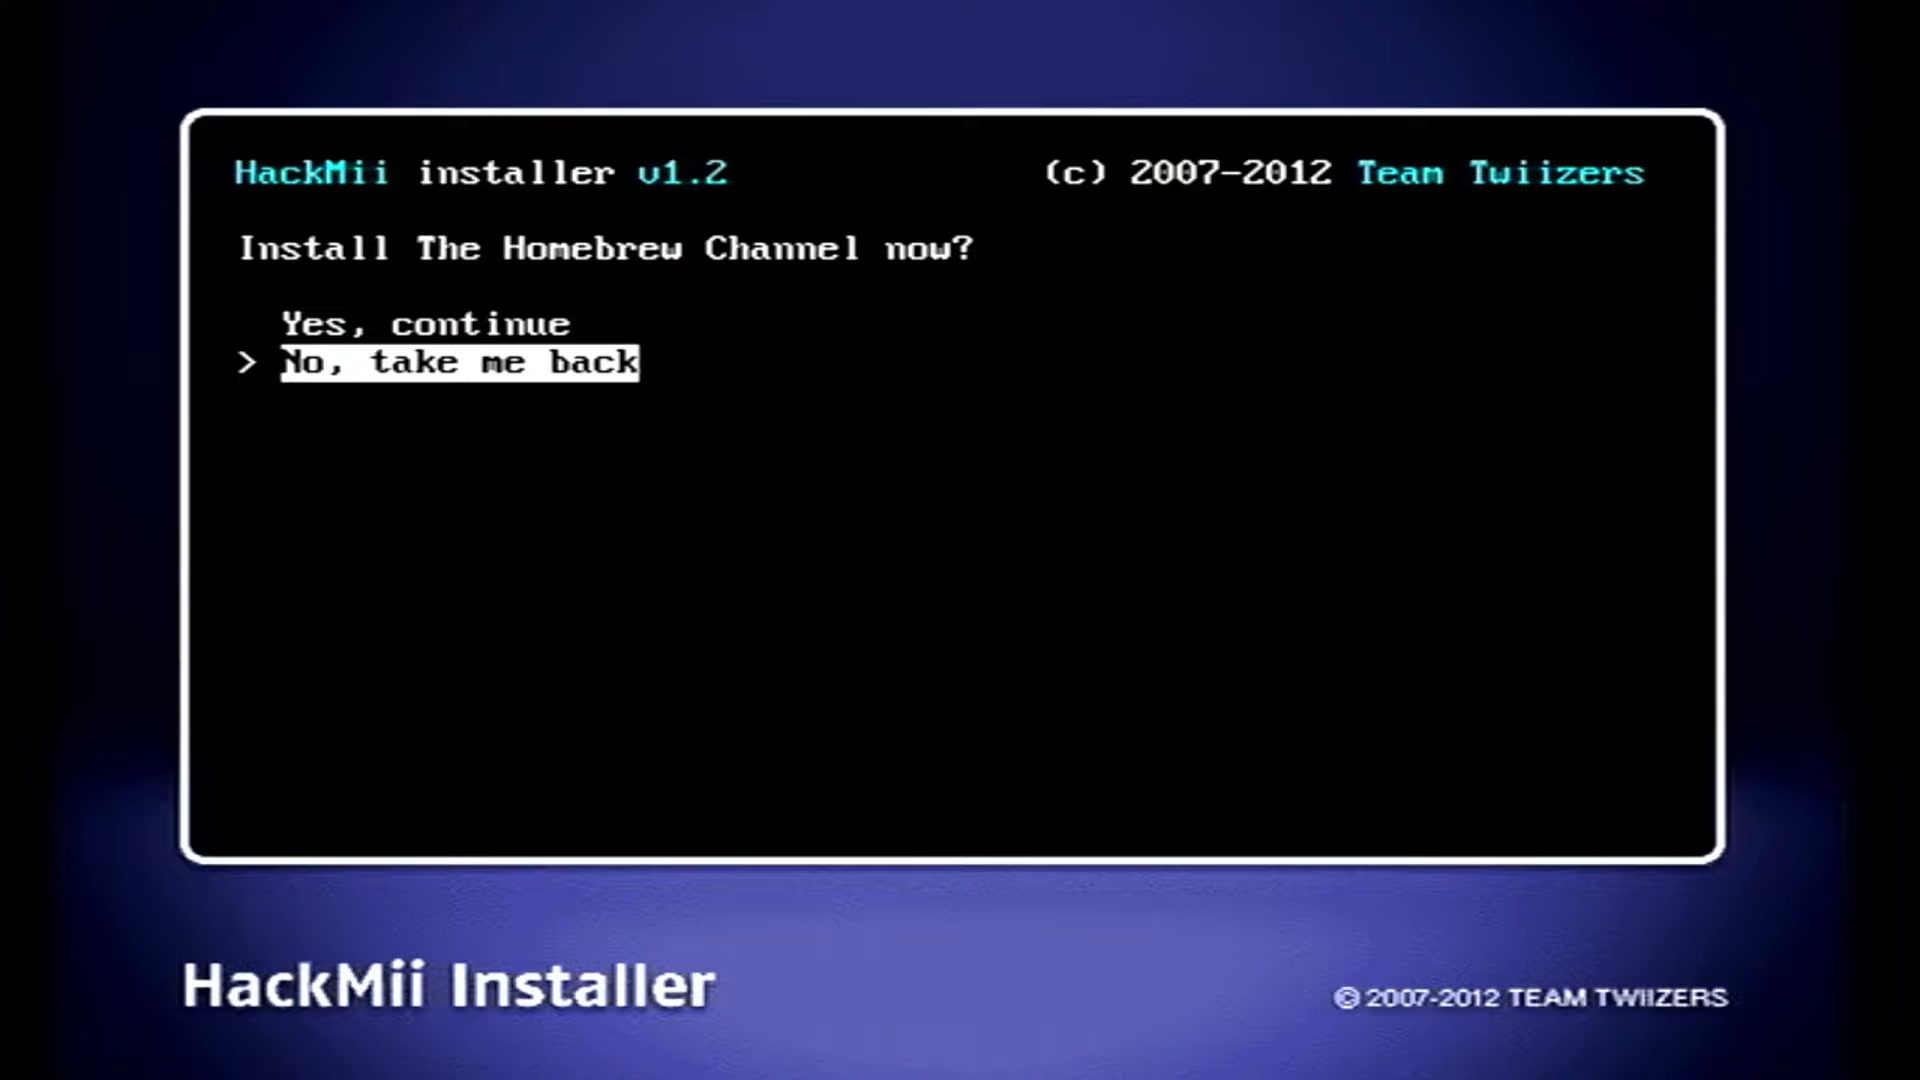 HackMii installer v1.2 (c) 2007-2012 Team Twiizers
Install The Homebrew Channel now?
Yes, continue
> No, take me back
HackMii Installer
© 2007-2012 TEAM TWIIZERS